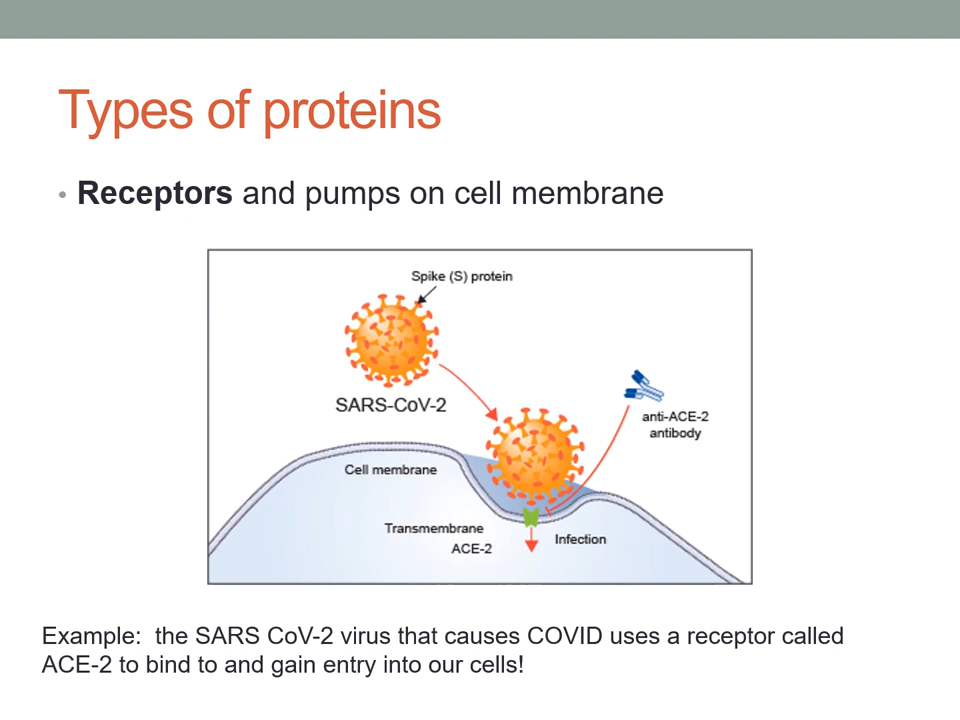 Types of proteins
• Receptors and pumps on cell membrane
Spike (S) protein
SARS-CoV-2
anti-ACE-2
antibody
Cell membrane
Transmembrane
ACE-2
Infection
Example:  the SARS CoV-2 virus that causes COVID uses a receptor called
ACE-2 to bind to and gain entry into our cells!